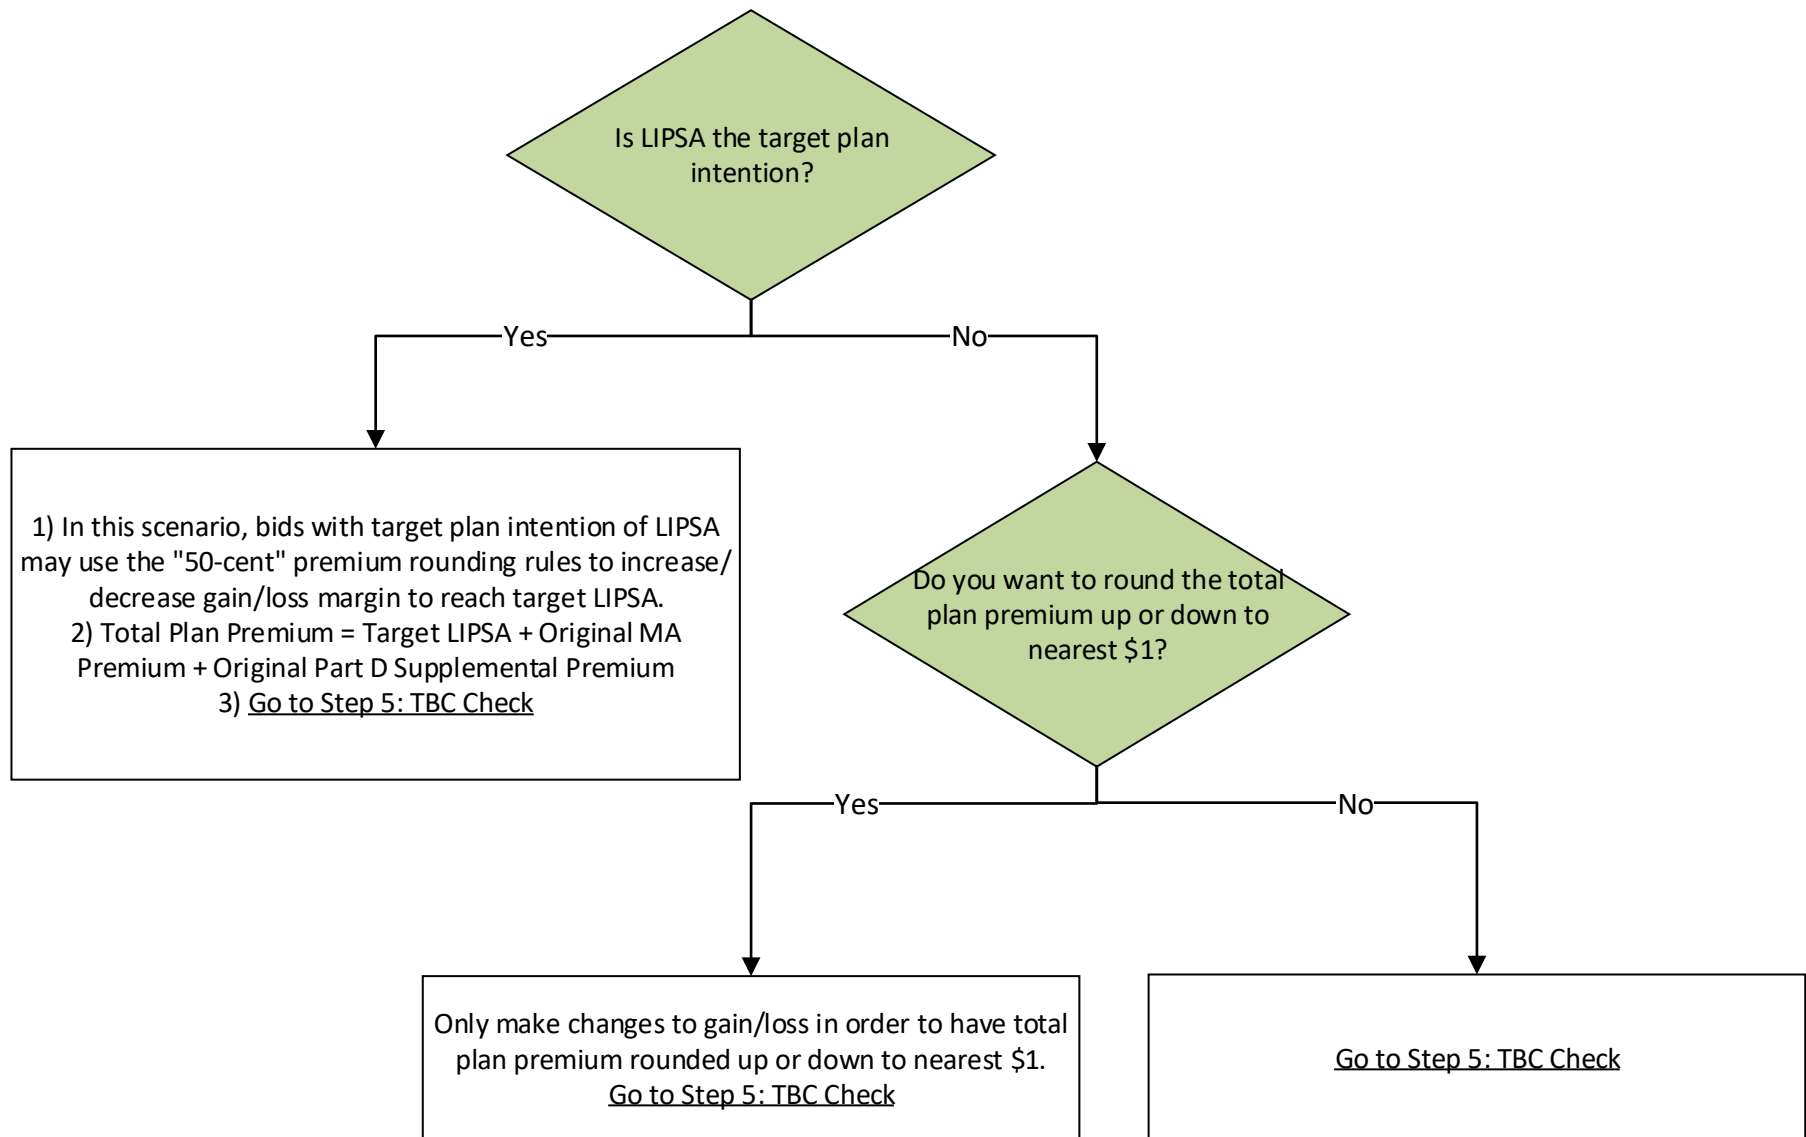 Is LIPSA the target plan
intention?
Yes
No
1) In this scenario, bids with target plan intention of LIPSA
may use the "50-cent" premium rounding rules to increase/
decrease gain/loss margin to reach target LIPSA.
2) Total Plan Premium = Target LIPSA + Original MA
Premium + Original Part D Supplemental Premium
3) Go to Step 5: TBC Check
Do you want to round the total
plan premium up or down to
nearest $1?
Yes
No
Only make changes to gain/loss in order to have total
plan premium rounded up or down to nearest $1.
Go to Step 5: TBC Check
Go to Step 5: TBC Check